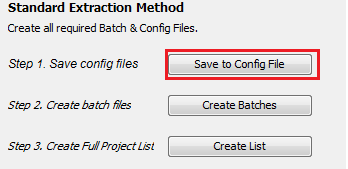 Standard Extraction Method
Create all required Batch & Config Files.
Step 1. Save config files
Save to Config File
Step 2. Create batch files
Create Batches
Step 3. Create Full Project List
Create List